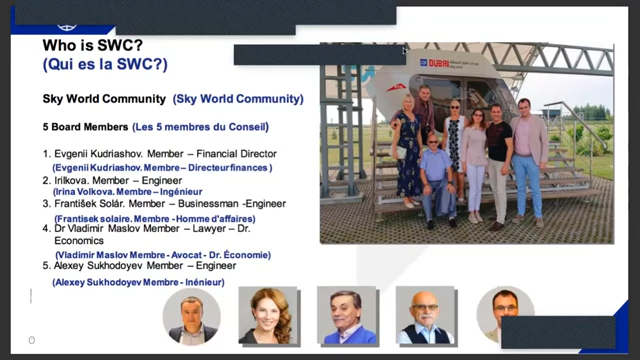 Who is SWC?
(Qui es la SWC?)
Sky World Community (Sky World Community)
5 Board Members (Les 5 membres du Conseil)
1. Evgenii Kudriashov. Member – Financial Director
(Evgenii Kudriashov. Membre – Directeur finances )
2. Irilkova. Member – Engineer
(Irina Volkova. Membre – Ingénieur
3. František Solár. Member – Businessman -Engineer
(Frantisek solaire. Membre -Homme d'affaires)
4. Dr Vladimir Maslov Member – Lawyer – Dr.
Economics
(Vladimir Maslov Membre - Avocat - Dr. Économie)
5. Alexey Sukhodoyev Member – Engineer
(Alexey Sukhodoyev Membre - Inénieur)
DUBAI